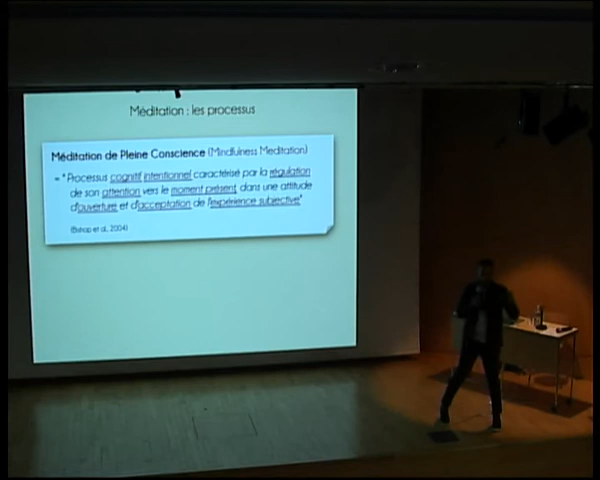 Méditation : les processus
Méditation de Pleine Conscience (Mindfulness Meditation)
= "Processus cognitif intentionnel caractérisé par la régulation
de son attention vers le moment présent, dans une attitude
d'ouverture et d'acceptation de l'expérience subjective"
(Bishop et al., 2004)